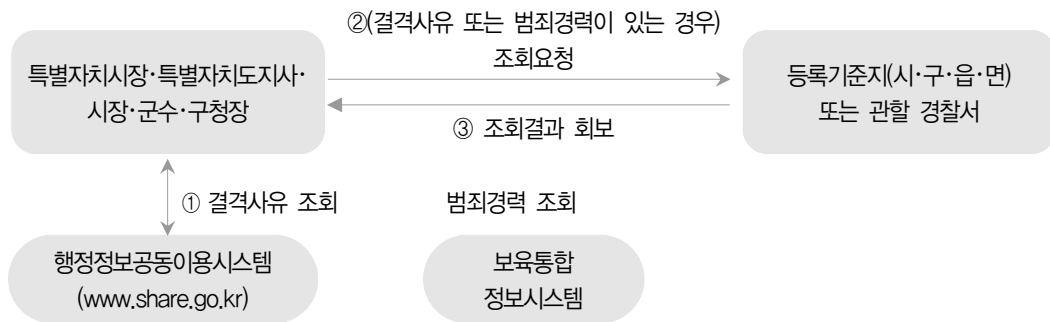 ②(결격사유 또는 범죄경력이 있는 경우)
조회요청
특별자치시장·특별자치도지사·
시장·군수·구청장
등록기준지(시·구·읍·면)
또는 관할 경찰서
③ 조회결과 회보
① 결격사유 조회
범죄경력 조회
행정정보공동이용시스템
(www.share.go.kr)
보육통합
정보시스템